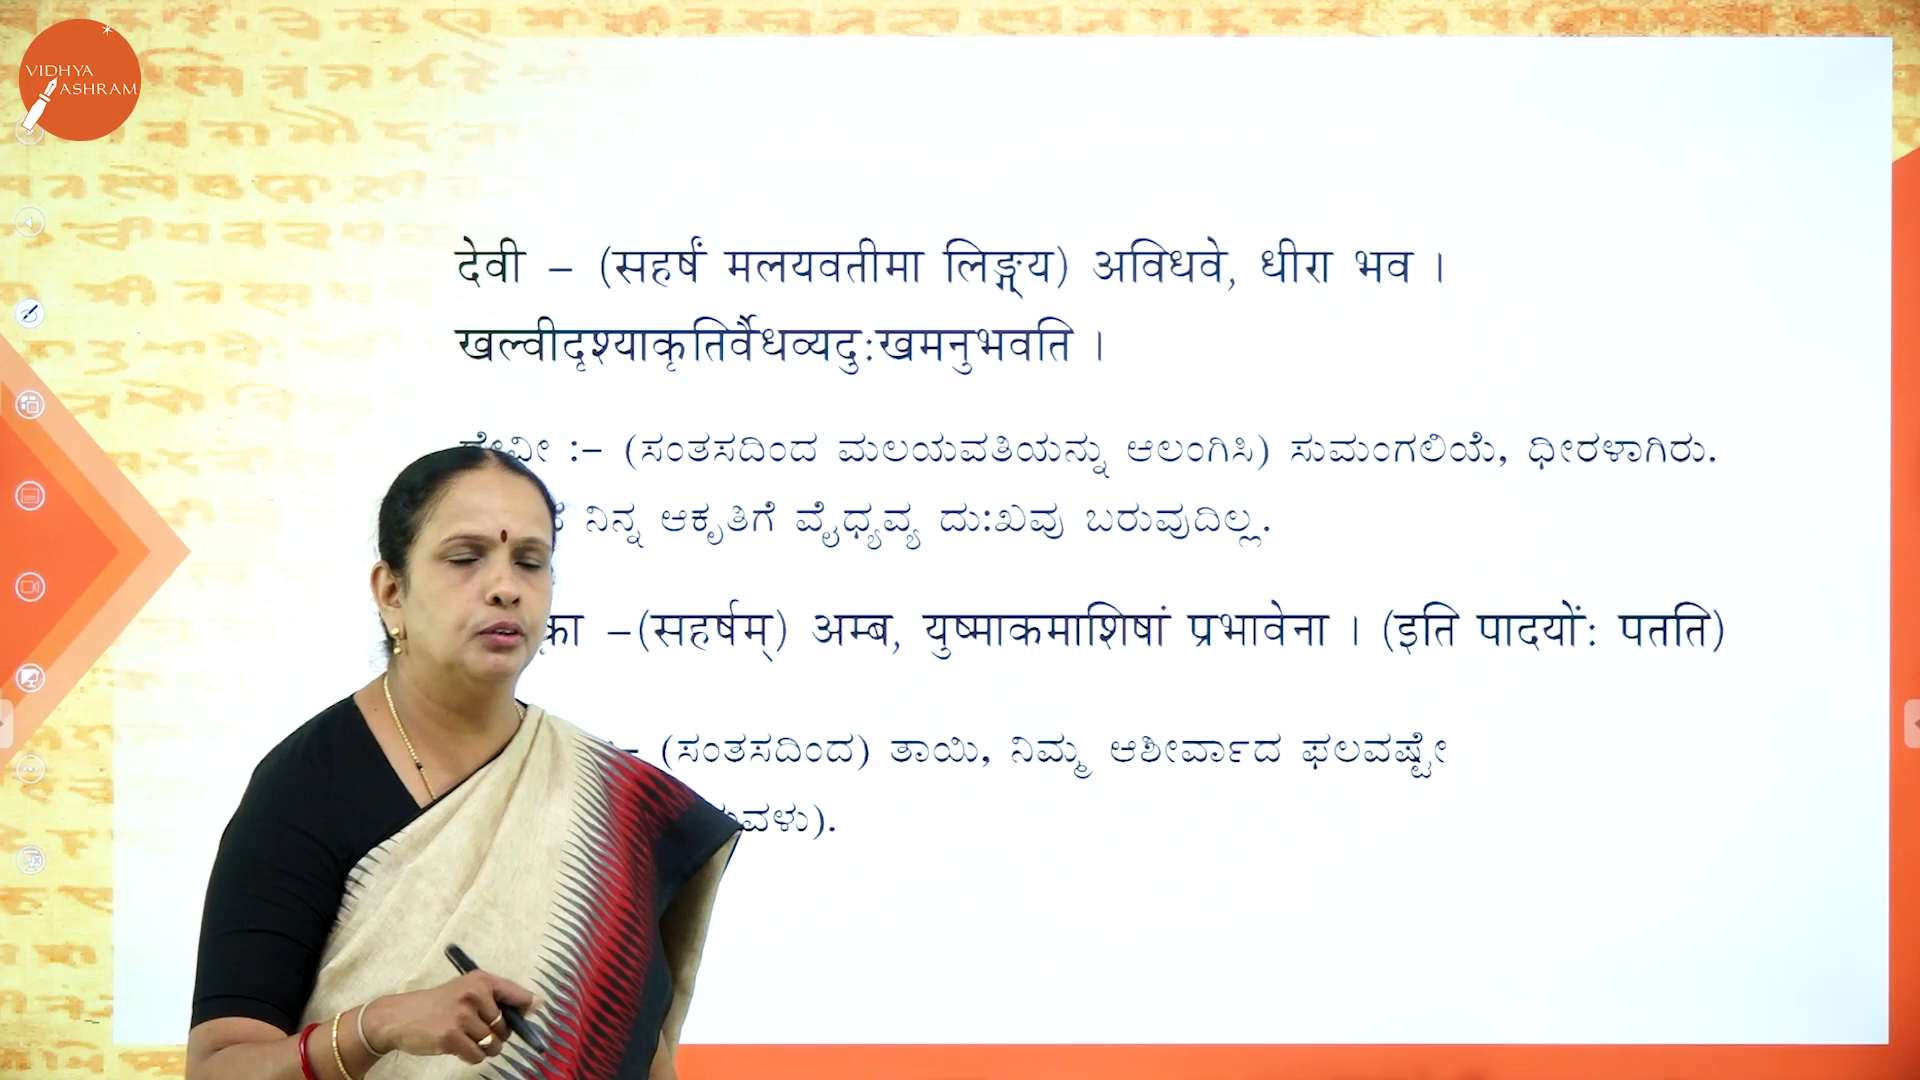 VIDHYA
ASHRAM
देवी – (सहर्षं मलयवतीमा लिङ्ग्य) अविधवे, धीरा भव ।
खल्वीदृश्याकृतिर्वैधव्यदुःखमनुभवति ।
:– (ಸಂತಸದಿಂದ ಮಲಯವತಿಯನ್ನು ಆಲಂಗಿಸಿ) ಸುಮಂಗಲಿಯೆ, ಧೀರಳಾಗಿರು.
ನಿನ್ನ ಆಕೃತಿಗೆ ವೈಧ್ಯವ್ಯ ದುಃಖವು ಬರುವುದಿಲ್ಲ.
–(सहर्षम्) अम्ब, युष्माकमाशिषां प्रभावेना । (इति पादयोंः पतति)
(ಸಂತಸದಿಂದ) ತಾಯಿ, ನಿಮ್ಮ ಆಶೀರ್ವಾದ ಫಲವಷ್ಟೇ